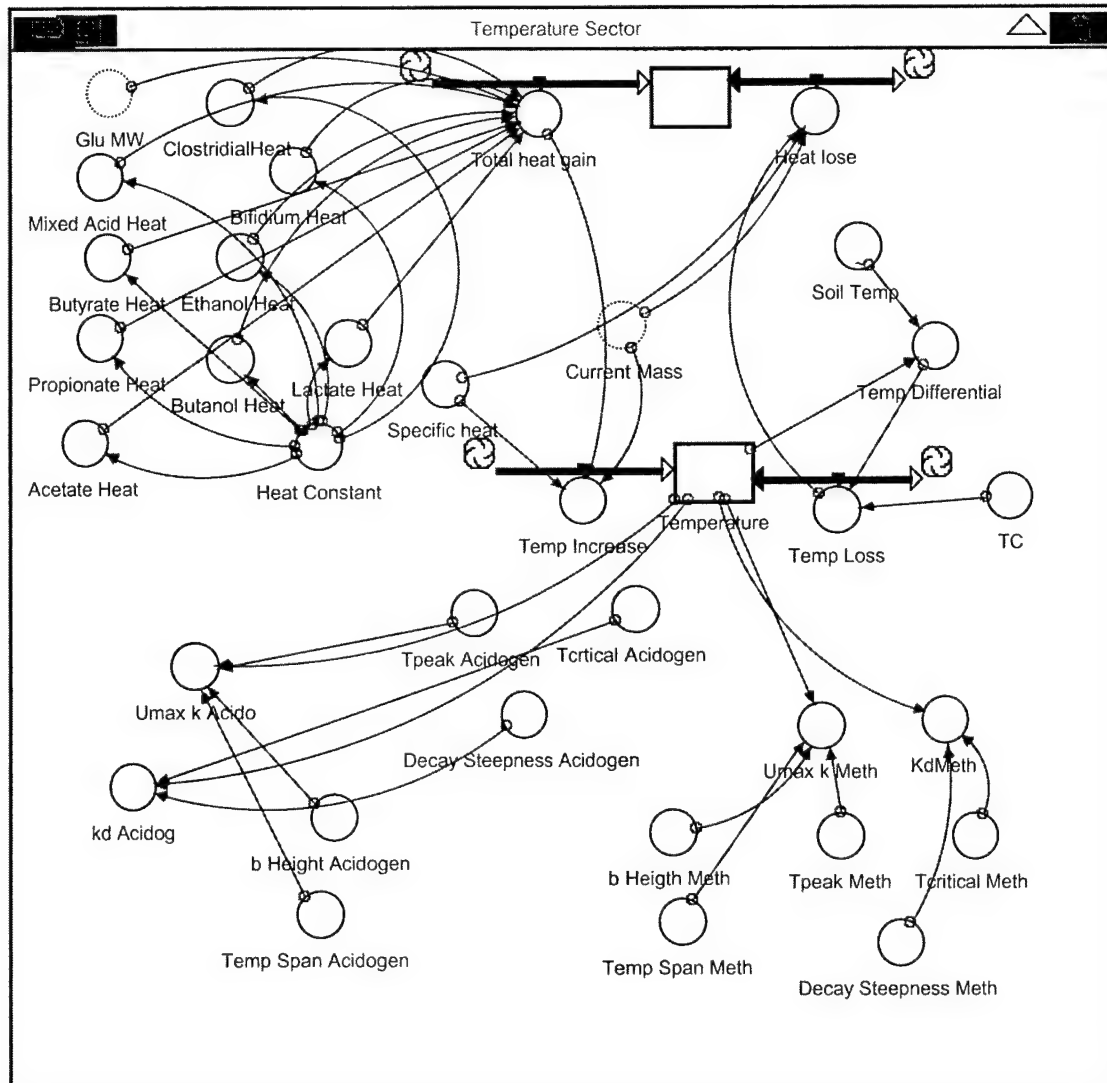 Temperature Sector
Glu MW
ClostridialHeat
Total heat gain
Heat lose
Mixed Acid Heat
Bifidium Heat
Butyrate Heat
Ethanol Heat
Soil Temp
Propionate Heat
Butanol Heat
Lactate Heat
Current Mass
Temp Differential
Specific heat
Acetate Heat
Heat Constant
Temp Increase
Temperature
Temp Loss
TC
Tpeak Acidogen
Tcrtical Acidogen
Umax k Acido
Decay Steepness Acidogen
Umax k Meth
KdMeth
kd Acidog
b Height Acidogen
b Heigth Meth
Tpeak Meth
Tcritical Meth
Temp Span Acidogen
Temp Span Meth
Decay Steepness Meth